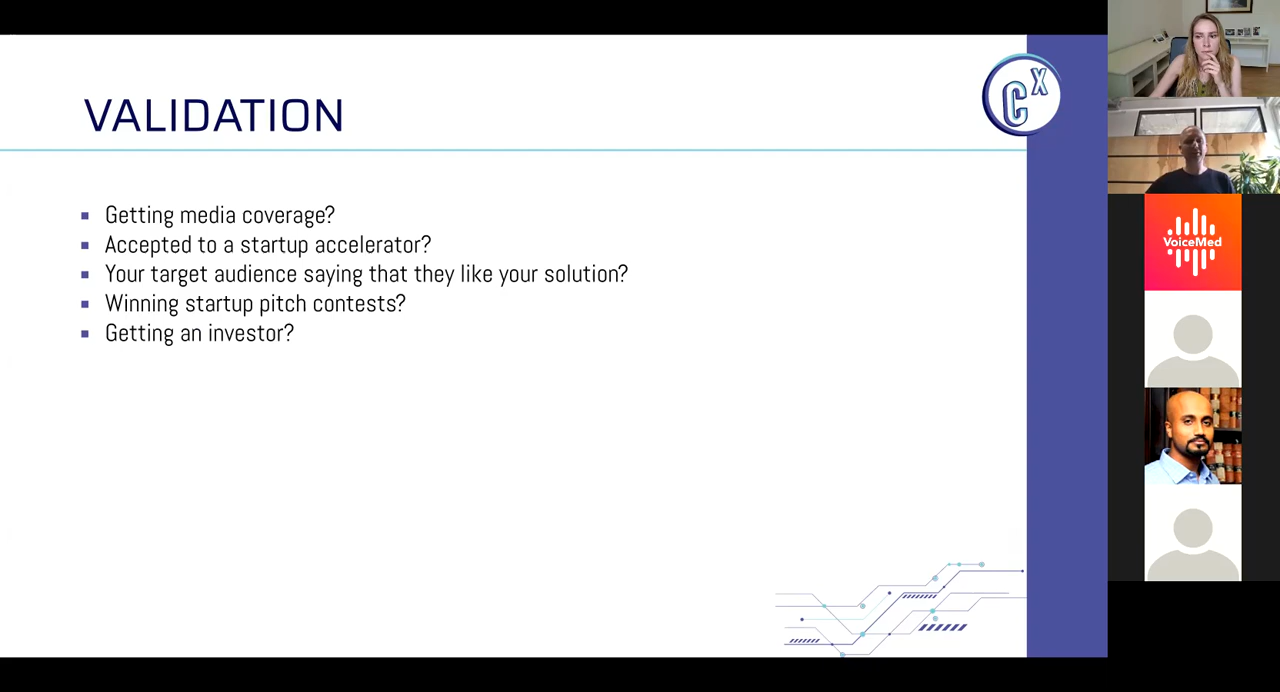 VALIDATION
CX
Getting media coverage?
Accepted to a startup accelerator?
Your target audience saying that they like your solution?
Winning startup pitch contests?
Getting an investor?
VoiceMed